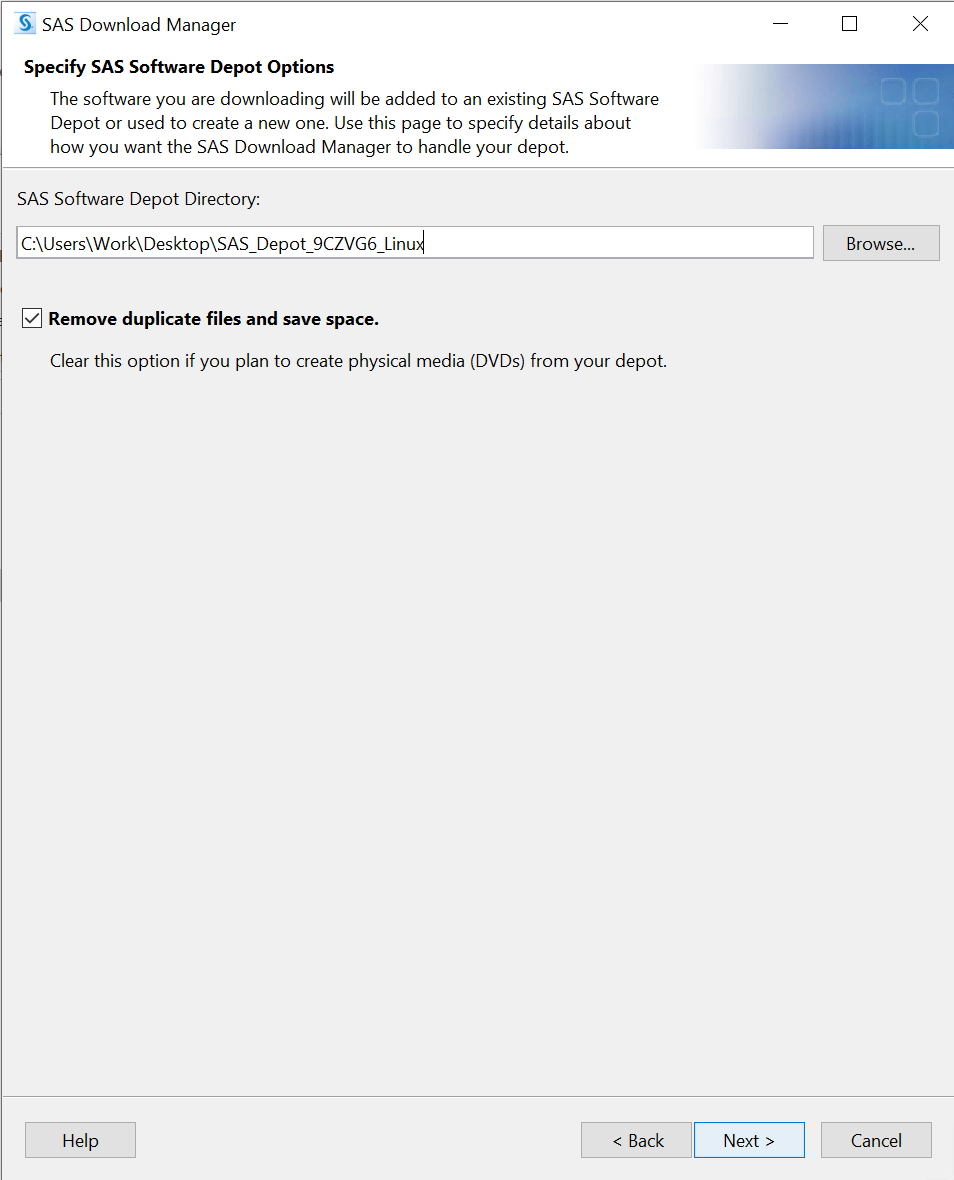 SAS Download Manager
Specify SAS Software Depot Options
The software you are downloading will be added to an existing SAS Software
Depot or used to create a new one. Use this page to specify details about
how you want the SAS Download Manager to handle your depot.
SAS Software Depot Directory:
C:\Users\Work\Desktop\SAS_Depot_9CZVG6_Linux
Browse...
Remove duplicate files and save space.
Clear this option if you plan to create physical media (DVDs) from your depot.
Help
< Back
Next >
Cancel